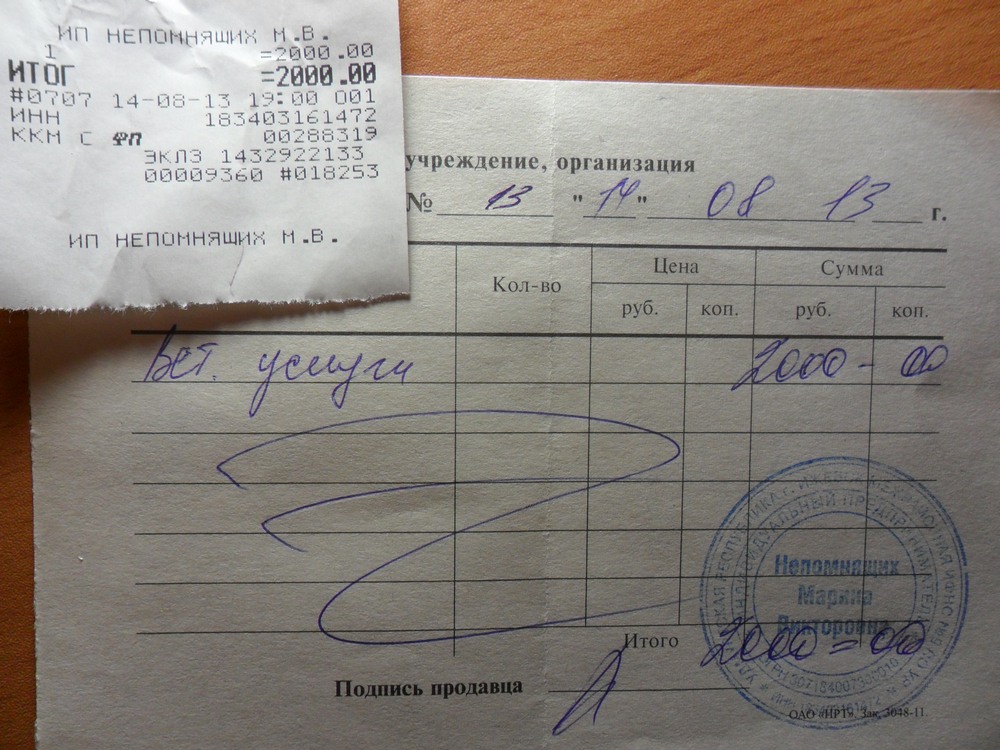 ИП НЕПОМНЯЩИХ М.В.
1 =2000.00
ИТОГ =2000.00
#0707 14-08-13 19:00 001
ИНН 183403161472
ККМ С ФП 00288319
ЭКЛЗ 1432922133
00009360 #018253
ИП НЕПОМНЯЩИХ М.В.
учреждение, организация
№ 13 "14" 08 13 г.
Кол-во Цена Сумма
руб. коп. руб. коп.
Вет. услуги 2000 - 00
Непомнящих
Марина
Викторовна
Итого 2000 = 00
Подпись продавца
ОАО «ИРТ», Зак. 3048-11.